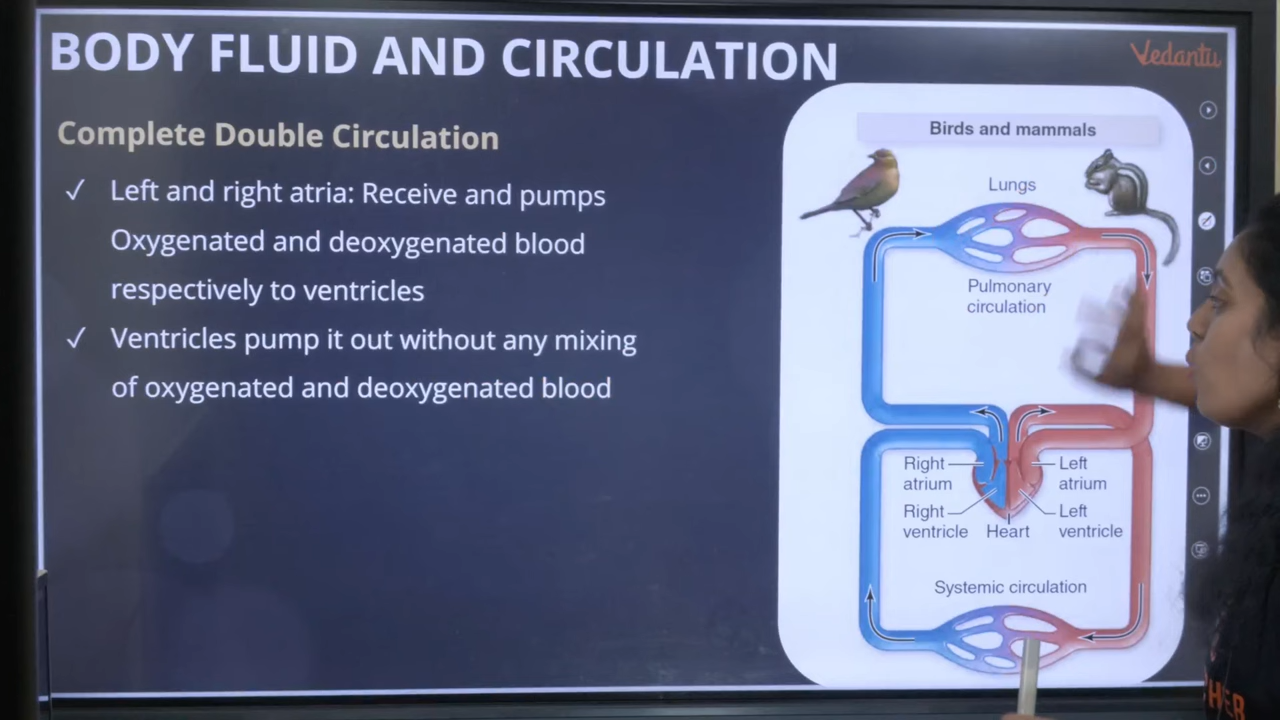 BODY FLUID AND CIRCULATION
Vedantu
Complete Double Circulation
✓ Left and right atria: Receive and pumps
Oxygenated and deoxygenated blood
respectively to ventricles
✓ Ventricles pump it out without any mixing
of oxygenated and deoxygenated blood
Birds and mammals
Lungs
Pulmonary
circulation
Right
atrium
Left
atrium
Right
ventricle
Heart
Left
ventricle
Systemic circulation